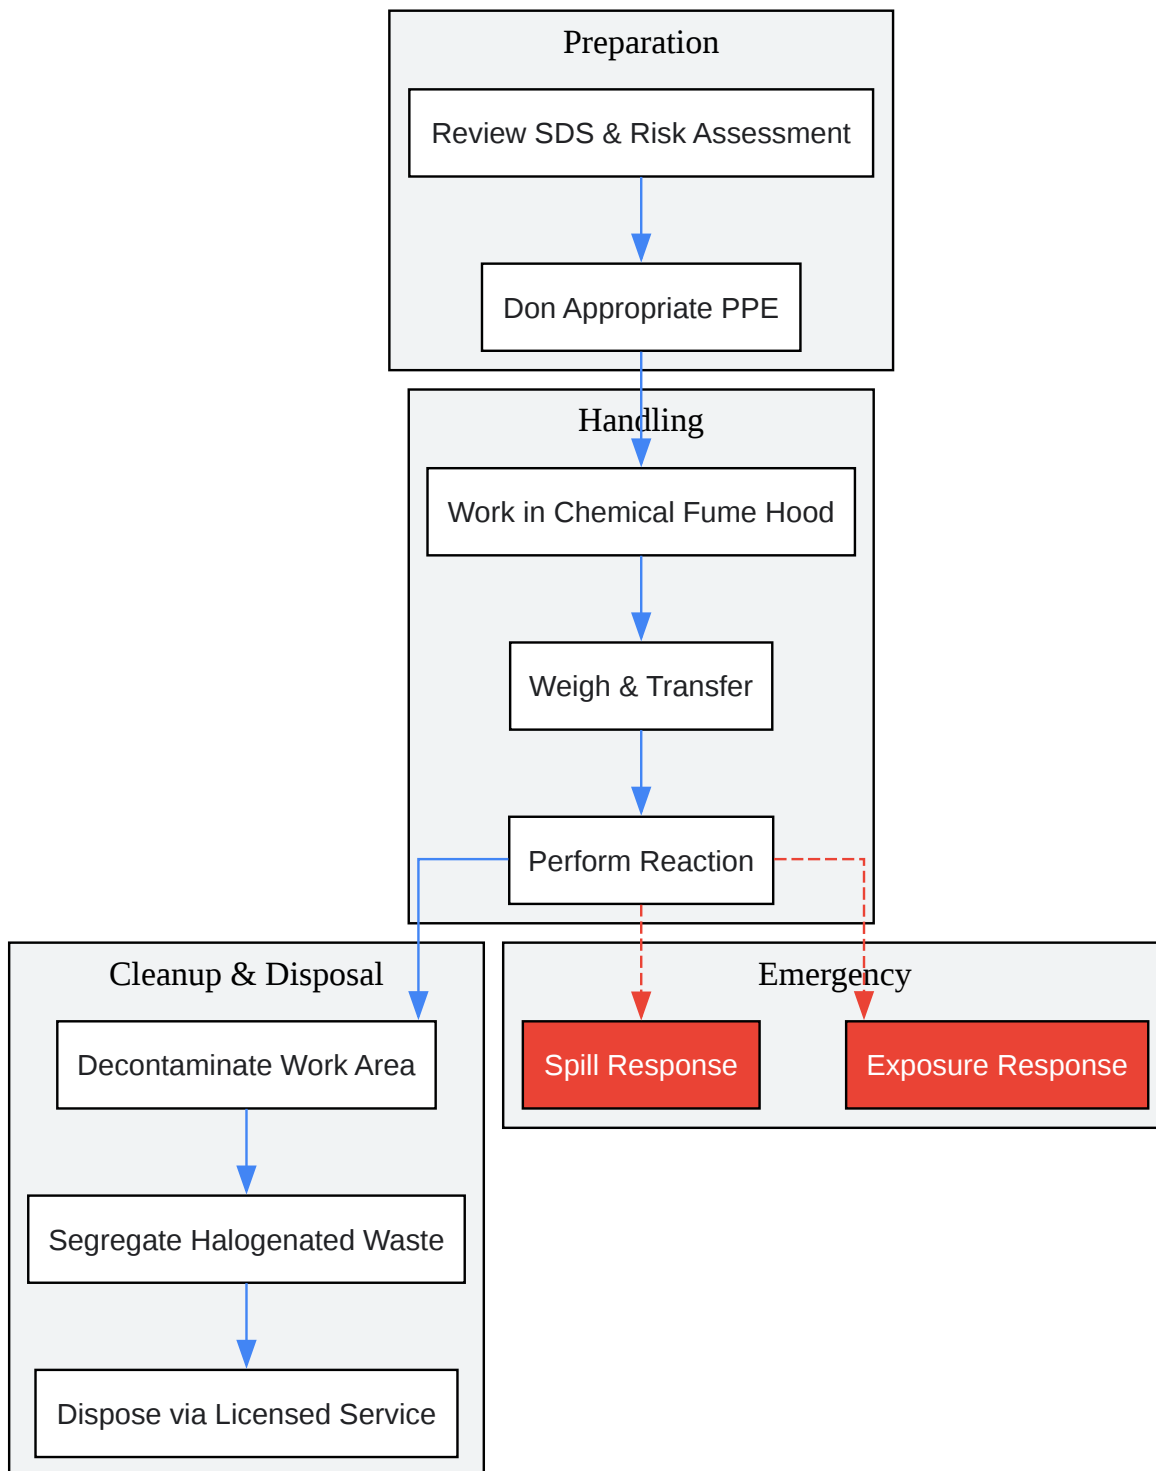 Preparation
Review SDS & Risk Assessment
Don Appropriate PPE
Handling
Work in Chemical Fume Hood
Weigh & Transfer
Perform Reaction
Cleanup & Disposal
Decontaminate Work Area
Segregate Halogenated Waste
Dispose via Licensed Service
Emergency
Spill Response
Exposure Response